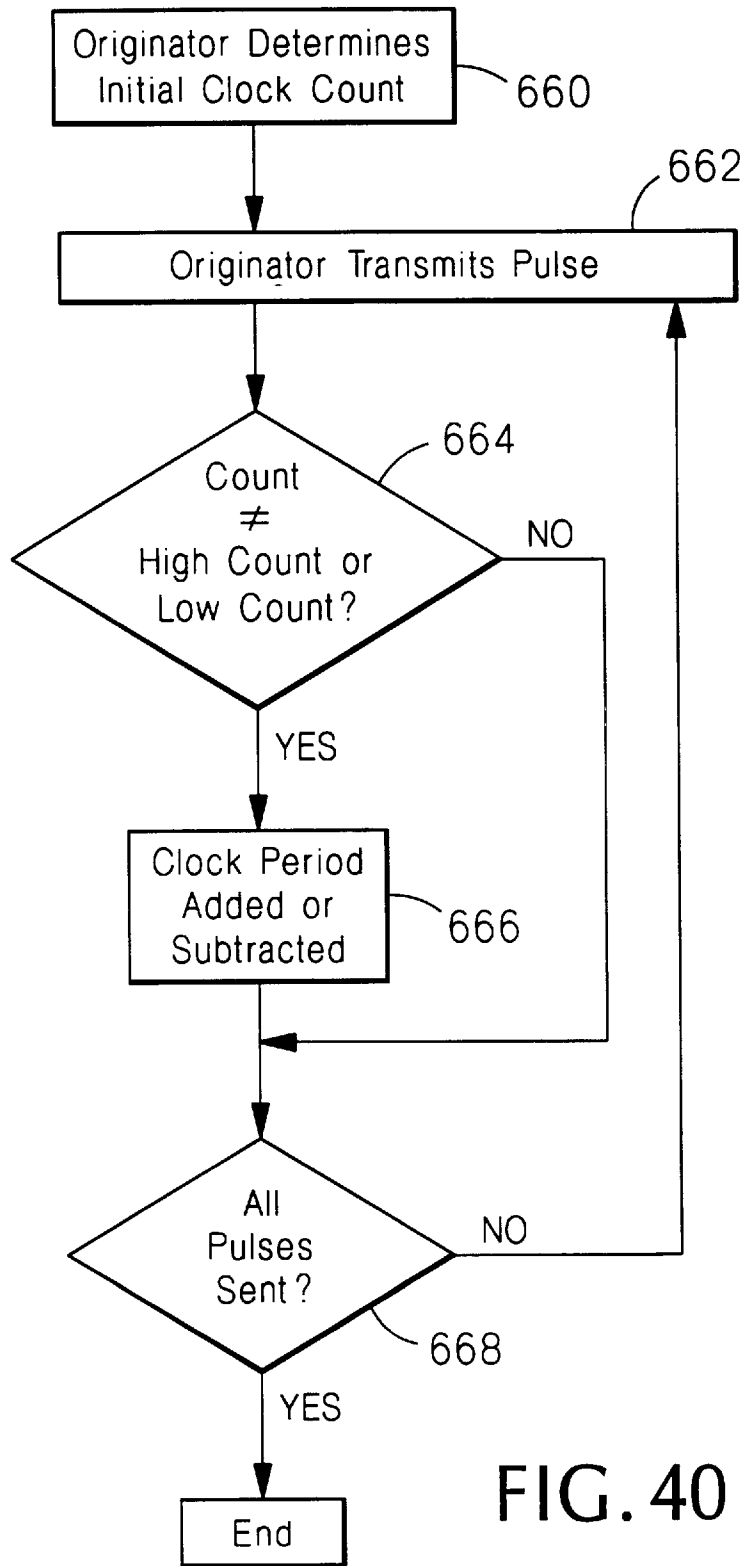 Originator Determines
Initial Clock Count
660
662
Originator Transmits Pulse
664
Count
≠
High Count or
Low Count?
NO
YES
Clock Period
Added or
Subtracted
666
All
Pulses
Sent?
NO
668
YES
End
FIG. 40